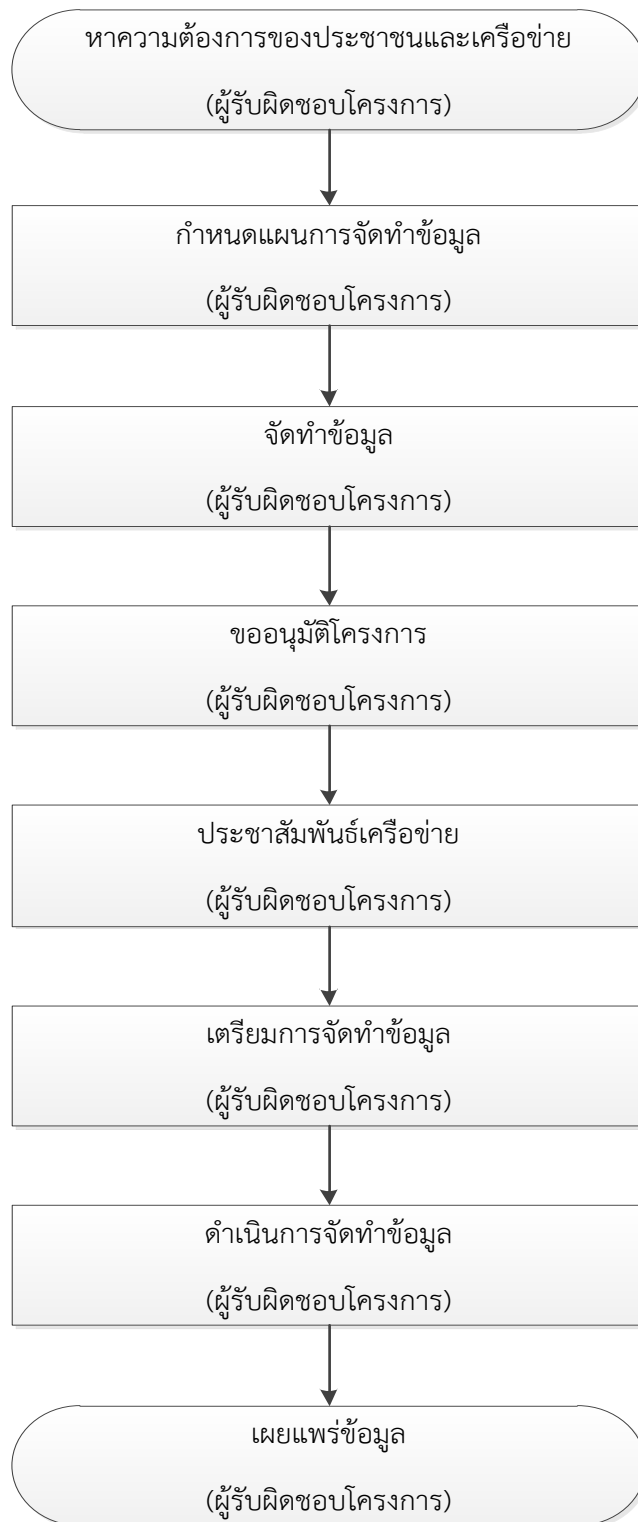 หาความต้องการของประชาชนและเครือข่าย
(ผู้รับผิดชอบโครงการ)
กำหนดแผนการจัดทำข้อมูล
(ผู้รับผิดชอบโครงการ)
จัดทำข้อมูล
(ผู้รับผิดชอบโครงการ)
ขออนุมัติโครงการ
(ผู้รับผิดชอบโครงการ)
ประชาสัมพันธ์เครือข่าย
(ผู้รับผิดชอบโครงการ)
เตรียมการจัดทำข้อมูล
(ผู้รับผิดชอบโครงการ)
ดำเนินการจัดทำข้อมูล
(ผู้รับผิดชอบโครงการ)
เผยแพร่ข้อมูล
(ผู้รับผิดชอบโครงการ)